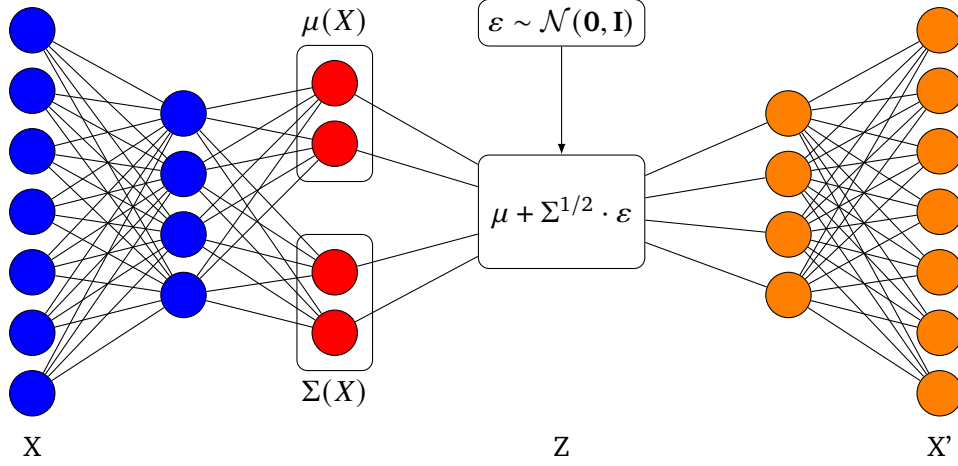 μ(X)
ε ∼ 𝒩(𝟎, 𝐈)
μ + Σ^{1/2} · ε
Σ(X)
X
Z
X'